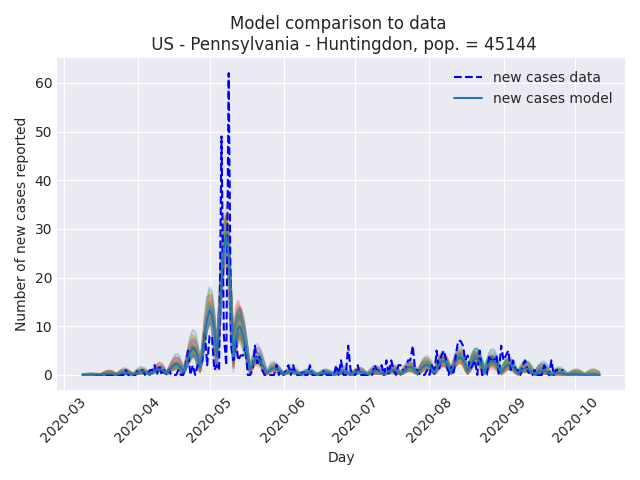 Model comparison to data
US - Pennsylvania - Huntingdon, pop. = 45144
new cases data
new cases model
Number of new cases reported
60
50
40
30
20
10
0
2020-03
2020-04
2020-05
2020-06
2020-07
2020-08
2020-09
2020-10
Day